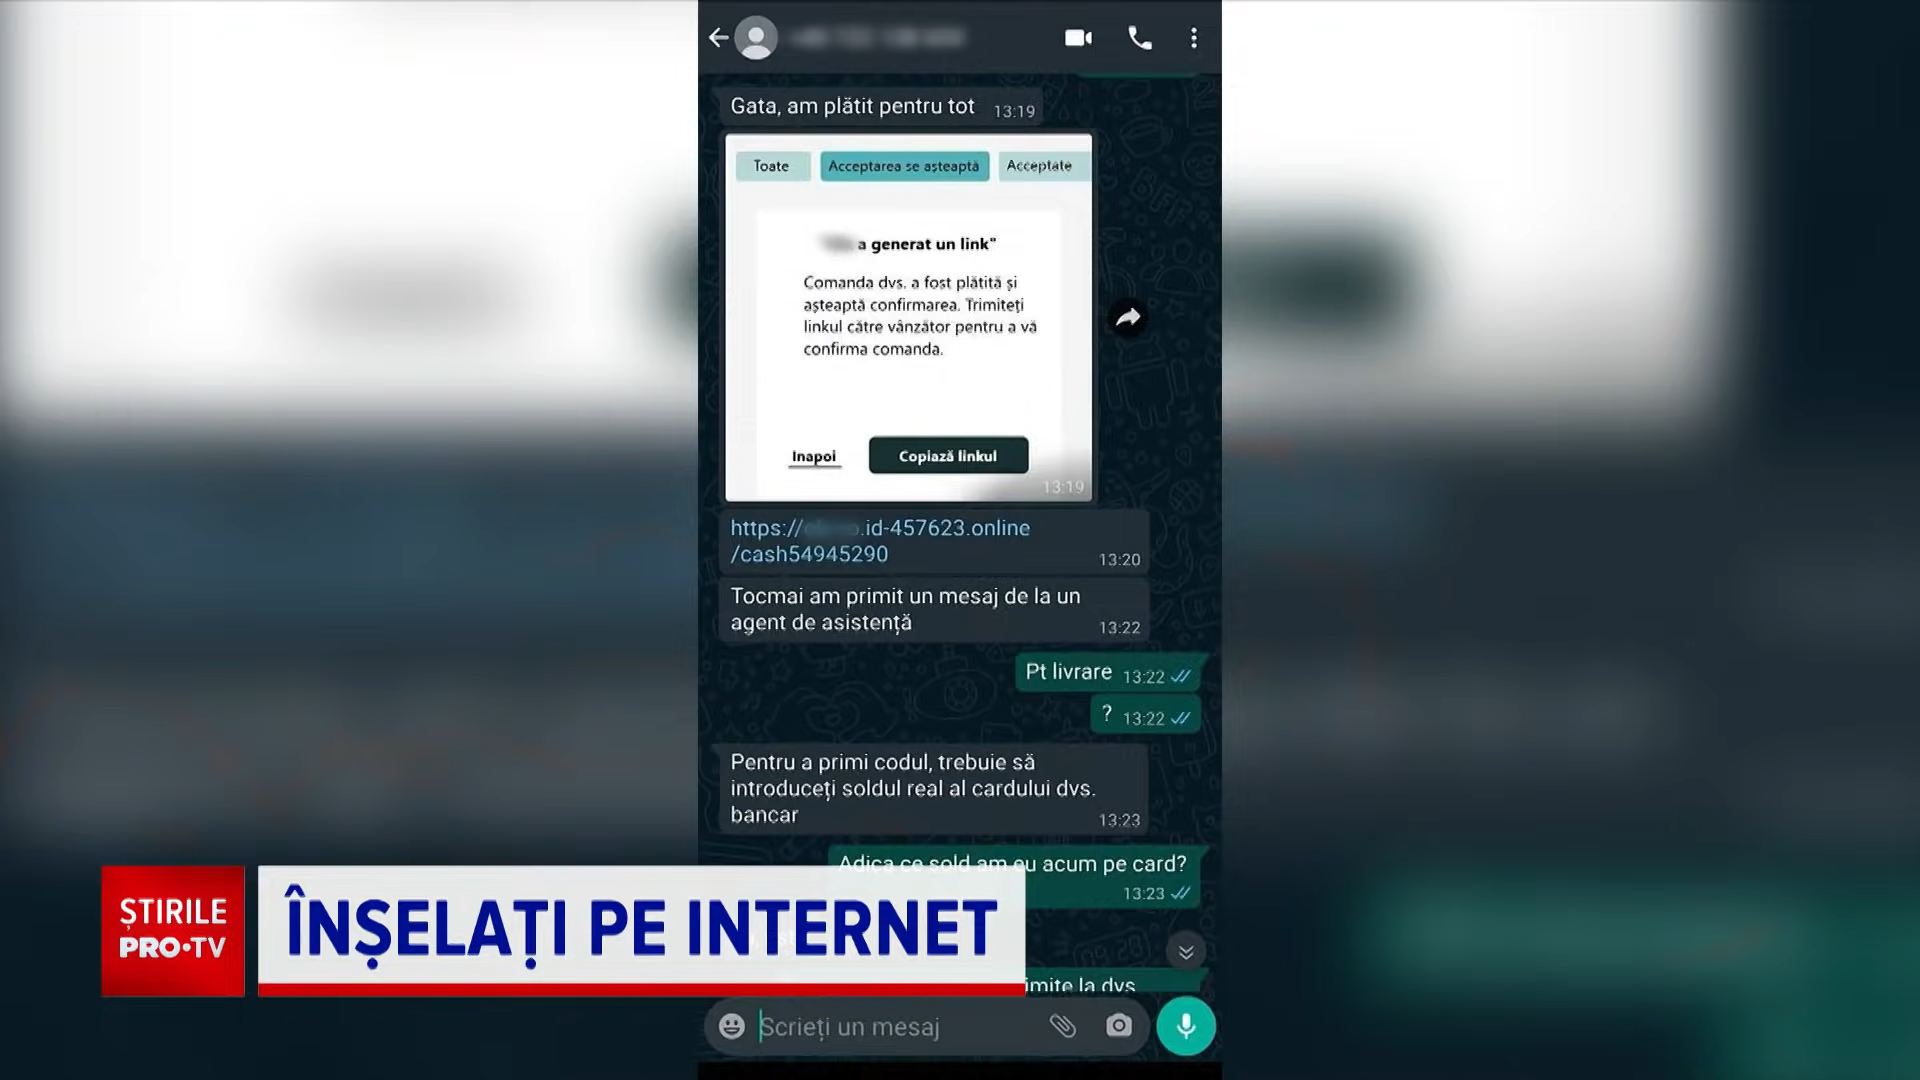 Gata, am plătit pentru tot 13:19
Toate Acceptarea se așteaptă Acceptate
a generat un link"
Comanda dvs. a fost plătită și
așteaptă confirmarea. Trimiteți
linkul către vânzător pentru a vă
confirma comanda.
Inapoi Copiază linkul
13:19
https:// .id-457623.online
/cash54945290 13:20
Tocmai am primit un mesaj de la un
agent de asistență 13:22
Pt livrare 13:22
? 13:22
Pentru a primi codul, trebuie să
introduceți soldul real al cardului dvs.
bancar 13:23
Adica ce sold am eu acum pe card?
13:23
la dvs
Scrieți un mesaj
ȘTIRILE
PRO•TV
ÎNȘELAȚI PE INTERNET